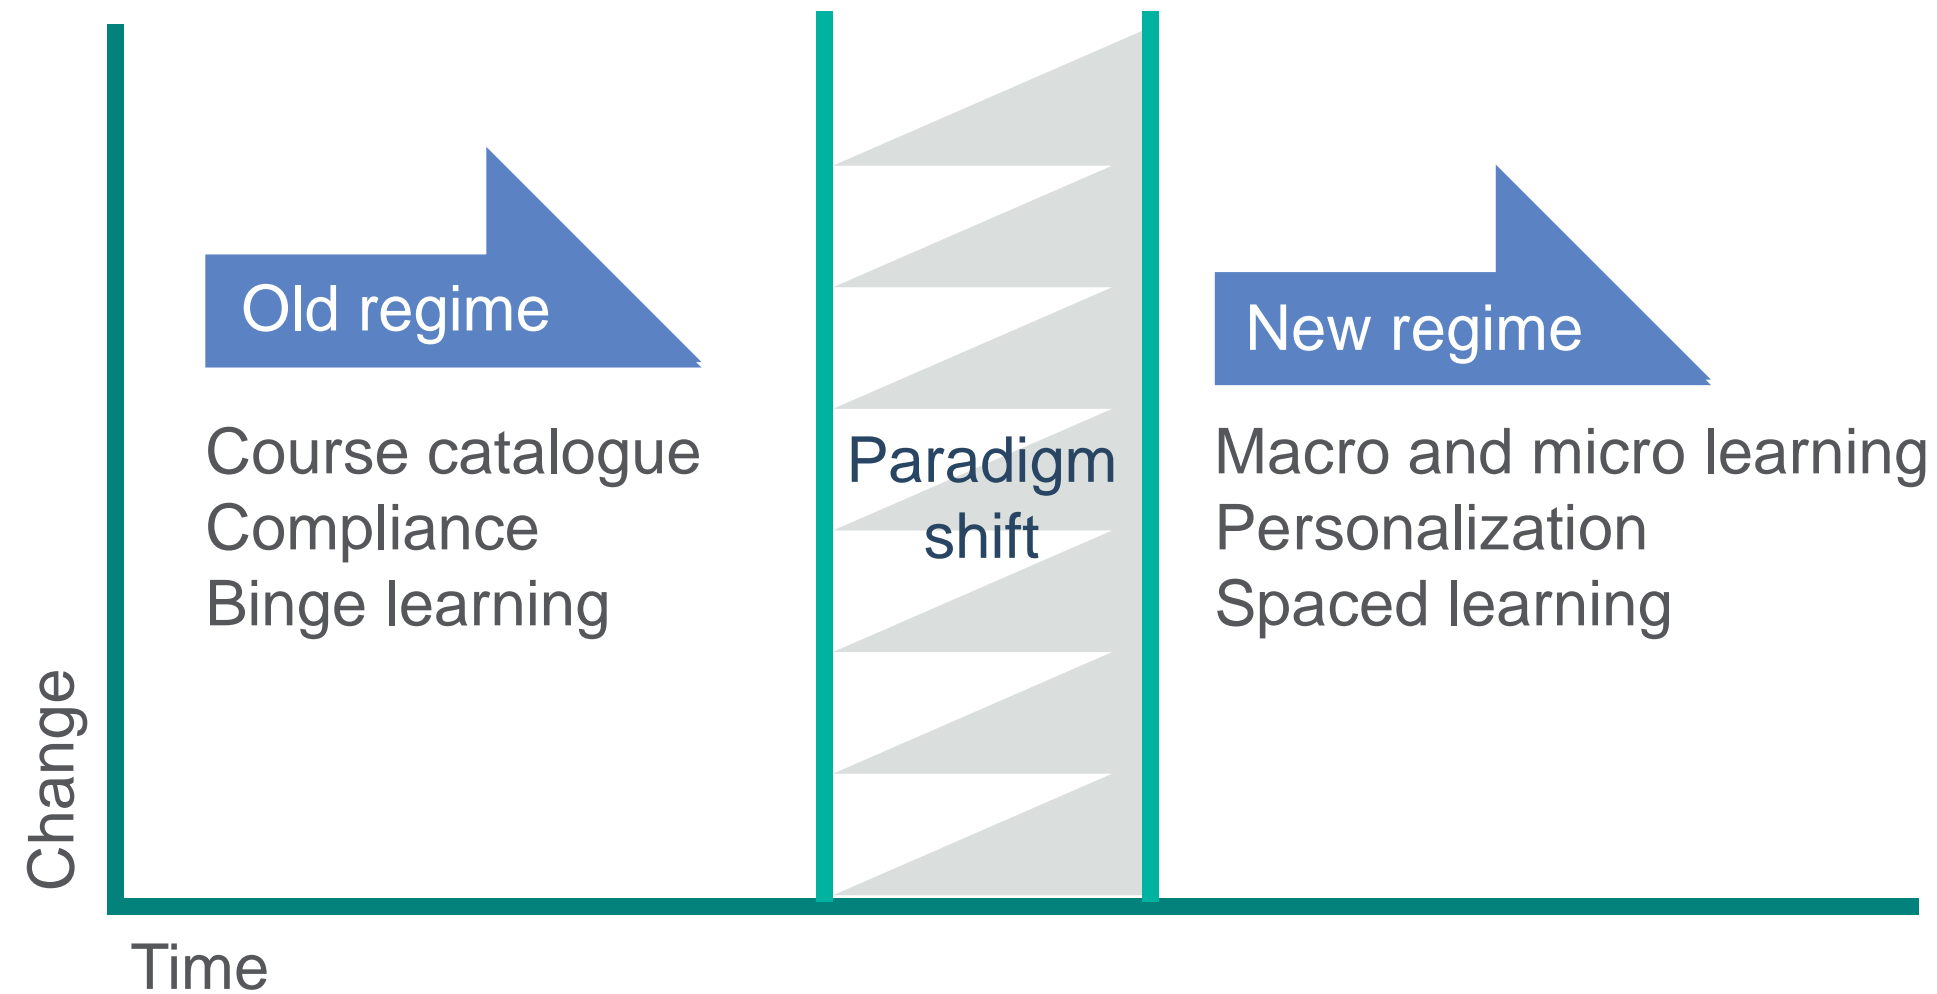 Old regime
Course catalogue
Compliance
Binge learning
Paradigm
shift
New regime
Macro and micro learning
Personalization
Spaced learning
Change
Time